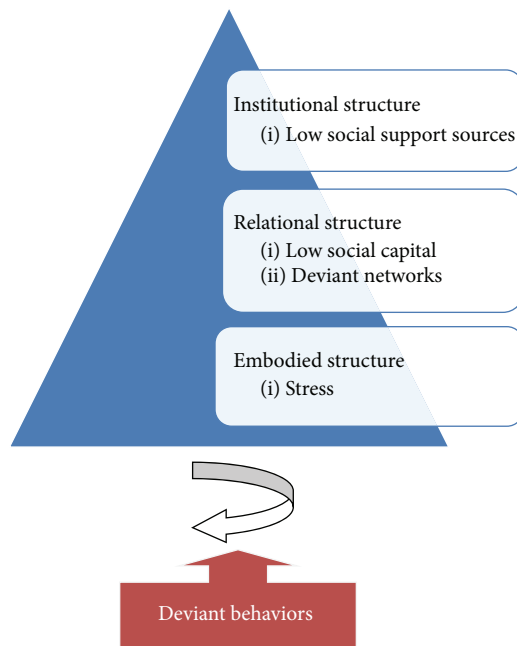 Institutional structure
(i) Low social support sources
Relational structure
(i) Low social capital
(ii) Deviant networks
Embodied structure
(i) Stress
Deviant behaviors